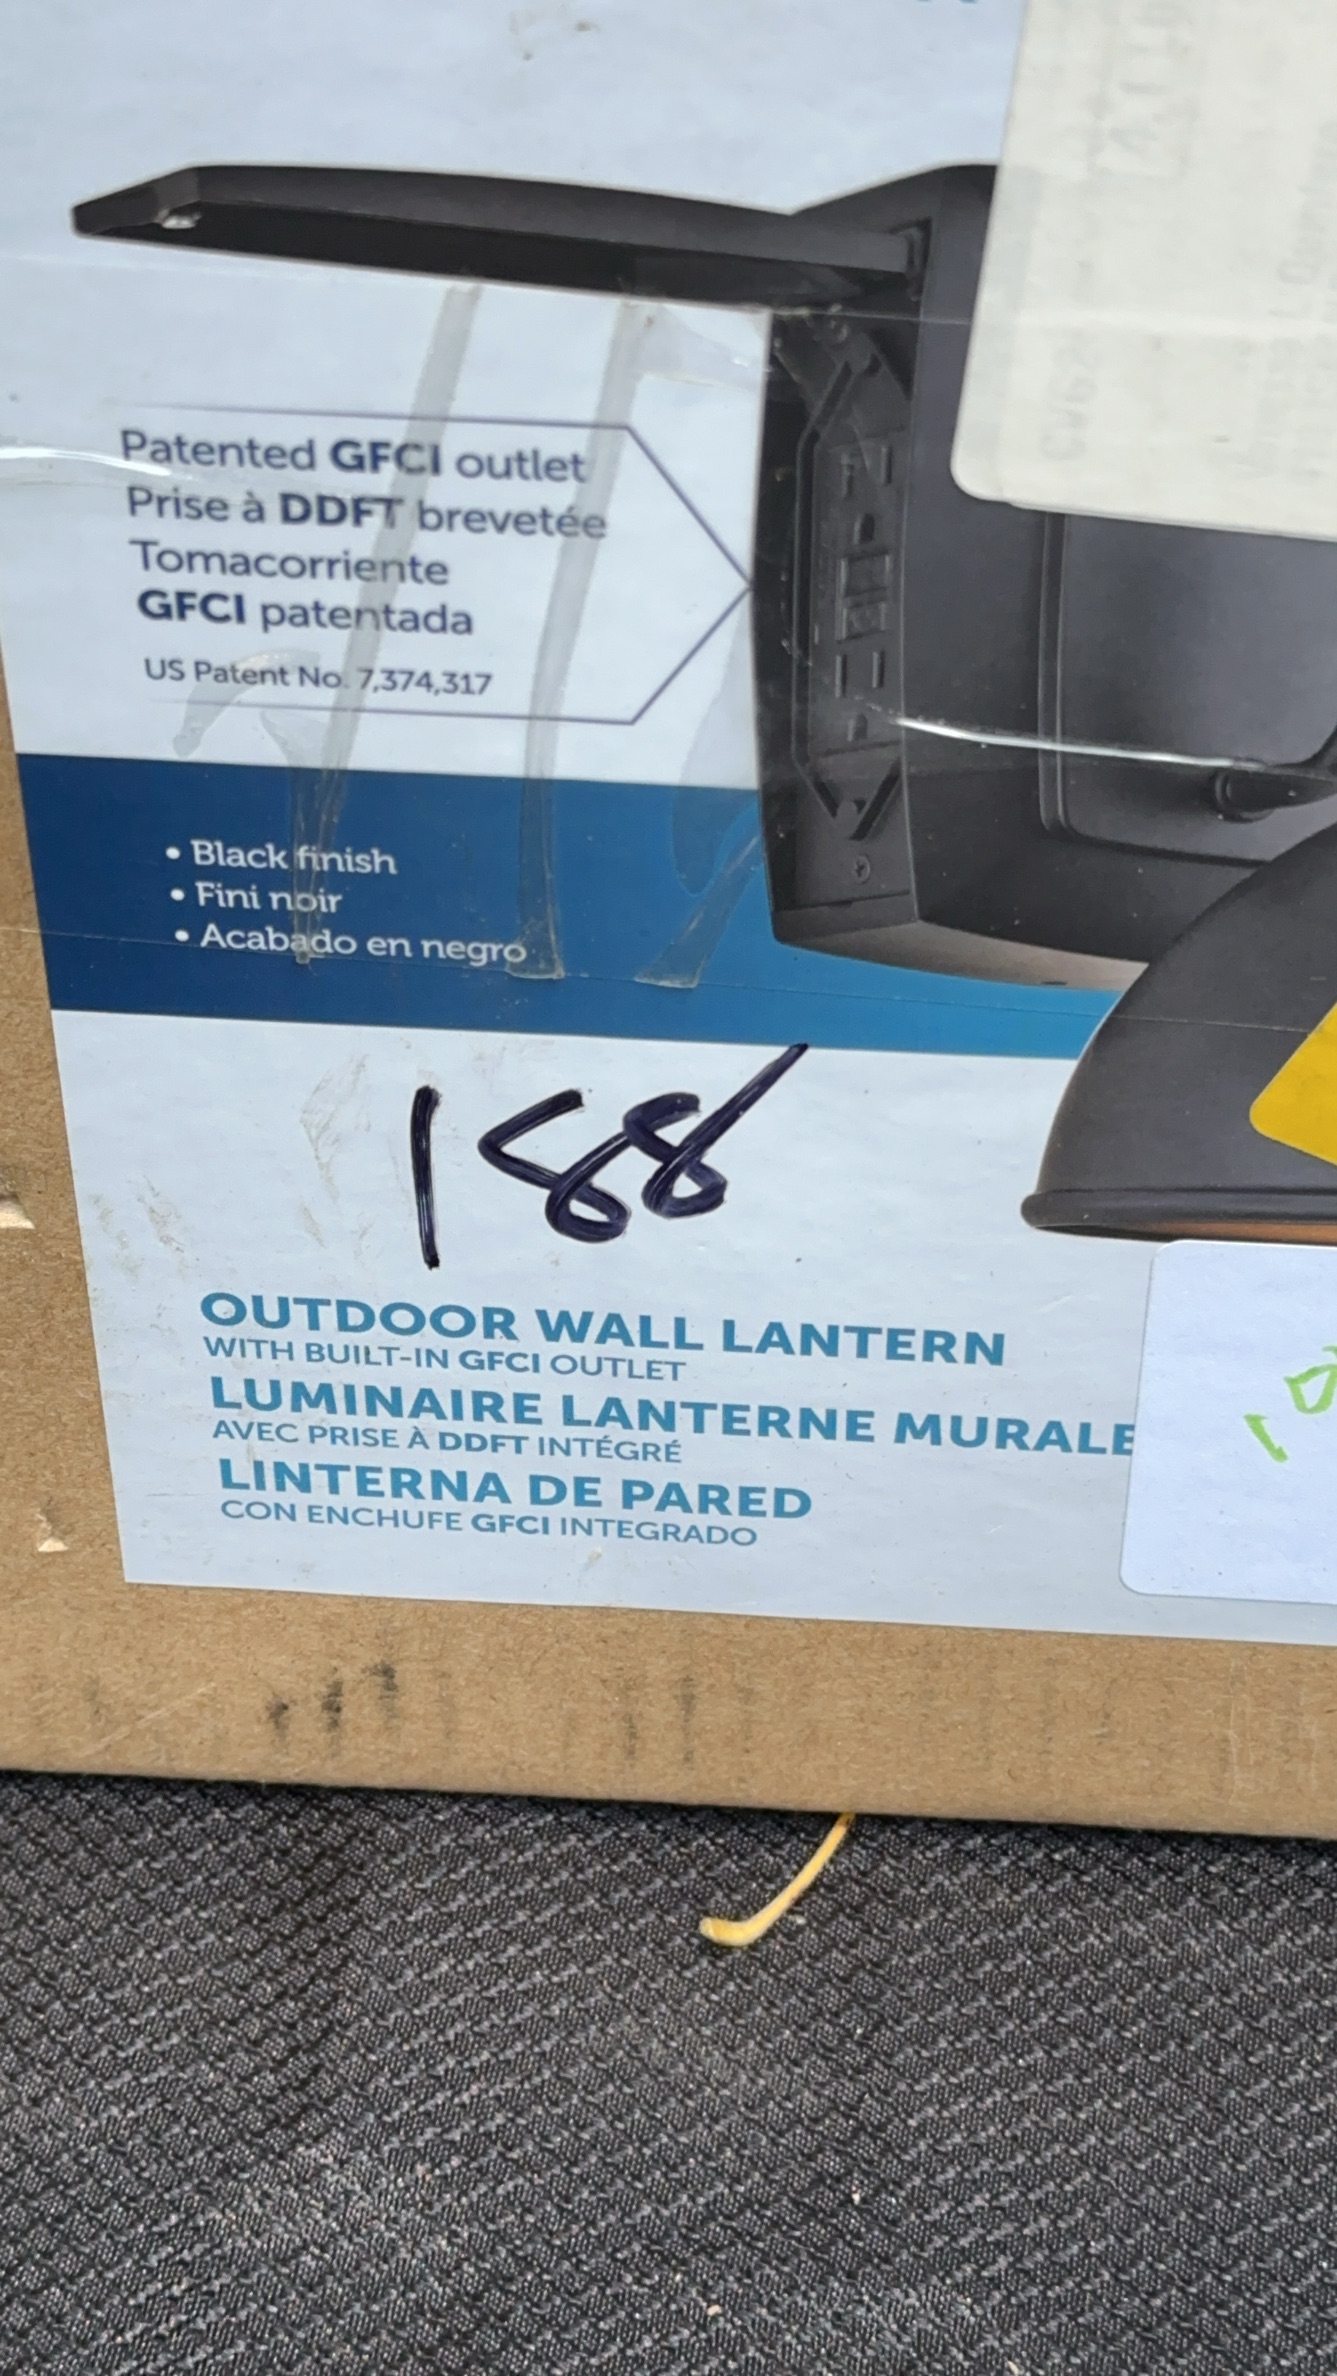 Patented GFCI outlet
Prise à DDFT brevetée
Tomacorriente
GFCI patentada
US Patent No. 7,374,317
• Black finish
• Fini noir
• Acabado en negro
188
OUTDOOR WALL LANTERN
WITH BUILT-IN GFCI OUTLET
LUMINAIRE LANTERNE MURALE
AVEC PRISE À DDFT INTÉGRÉ
LINTERNA DE PARED
CON ENCHUFE GFCI INTEGRADO